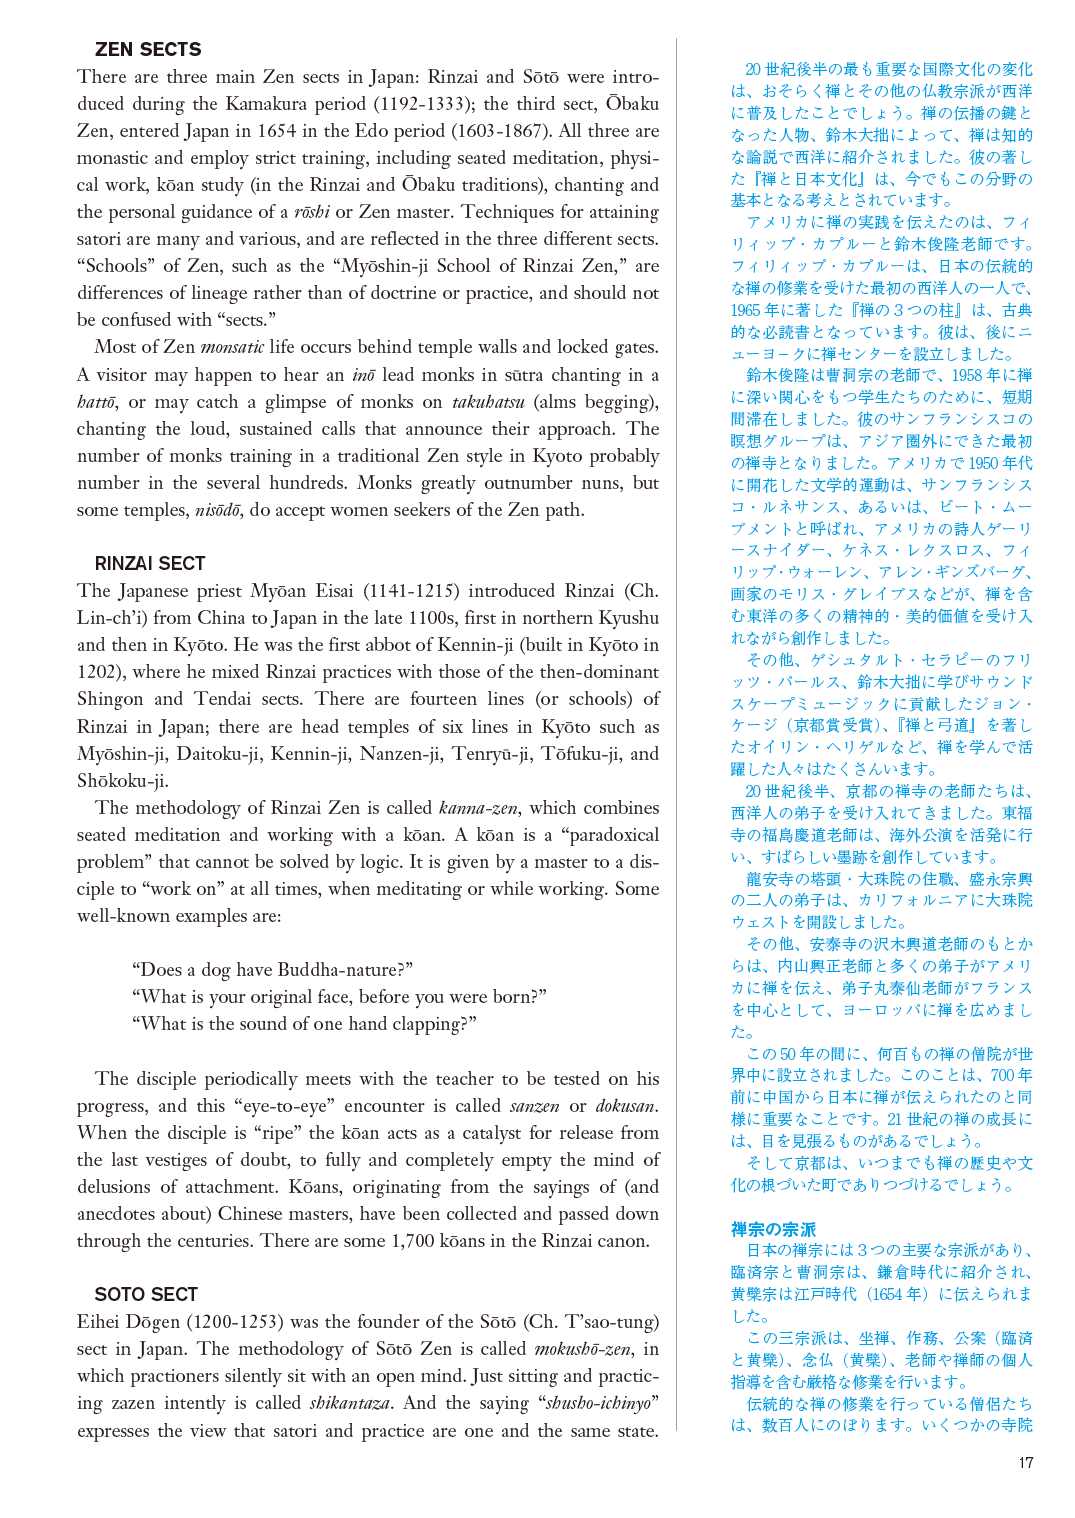 ZEN SECTS
There are three main Zen sects in Japan: Rinzai and Sōtō were intro-
duced during the Kamakura period (1192-1333); the third sect, Ōbaku
Zen, entered Japan in 1654 in the Edo period (1603-1867). All three are
monastic and employ strict training, including seated meditation, physi-
cal work, kōan study (in the Rinzai and Ōbaku traditions), chanting and
the personal guidance of a rōshi or Zen master. Techniques for attaining
satori are many and various, and are reflected in the three different sects.
“Schools” of Zen, such as the “Myōshin-ji School of Rinzai Zen,” are
differences of lineage rather than of doctrine or practice, and should not
be confused with “sects.”
Most of Zen monsatic life occurs behind temple walls and locked gates.
A visitor may happen to hear an inō lead monks in sūtra chanting in a
hattō, or may catch a glimpse of monks on takuhatsu (alms begging),
chanting the loud, sustained calls that announce their approach. The
number of monks training in a traditional Zen style in Kyoto probably
number in the several hundreds. Monks greatly outnumber nuns, but
some temples, nisōdō, do accept women seekers of the Zen path.
RINZAI SECT
The Japanese priest Myōan Eisai (1141-1215) introduced Rinzai (Ch.
Lin-ch’i) from China to Japan in the late 1100s, first in northern Kyushu
and then in Kyōto. He was the first abbot of Kennin-ji (built in Kyōto in
1202), where he mixed Rinzai practices with those of the then-dominant
Shingon and Tendai sects. There are fourteen lines (or schools) of
Rinzai in Japan; there are head temples of six lines in Kyōto such as
Myōshin-ji, Daitoku-ji, Kennin-ji, Nanzen-ji, Tenryū-ji, Tōfuku-ji, and
Shōkoku-ji.
The methodology of Rinzai Zen is called kanna-zen, which combines
seated meditation and working with a kōan. A kōan is a “paradoxical
problem” that cannot be solved by logic. It is given by a master to a dis-
ciple to “work on” at all times, when meditating or while working. Some
well-known examples are:
“Does a dog have Buddha-nature?”
“What is your original face, before you were born?”
“What is the sound of one hand clapping?”
The disciple periodically meets with the teacher to be tested on his
progress, and this “eye-to-eye” encounter is called sanzen or dokusan.
When the disciple is “ripe” the kōan acts as a catalyst for release from
the last vestiges of doubt, to fully and completely empty the mind of
delusions of attachment. Kōans, originating from the sayings of (and
anecdotes about) Chinese masters, have been collected and passed down
through the centuries. There are some 1,700 kōans in the Rinzai canon.
SOTO SECT
Eihei Dōgen (1200-1253) was the founder of the Sōtō (Ch. T’sao-tung)
sect in Japan. The methodology of Sōtō Zen is called mokushō-zen, in
which practioners silently sit with an open mind. Just sitting and practic-
ing zazen intently is called shikantaza. And the saying “shusho-ichinyo”
expresses the view that satori and practice are one and the same state.
20世紀後半の最も重要な国際文化の変化
は、おそらく禅とその他の仏教宗派が西洋
に普及したことでしょう。禅の伝播の鍵と
なった人物、鈴木大拙によって、禅は知的
な論説で西洋に紹介されました。彼の著し
た『禅と日本文化』は、今でもこの分野の
基本となる考えとされています。
アメリカに禅の実践を伝えたのは、フィ
リィップ・カプルーと鈴木俊隆老師です。
フィリィップ・カプルーは、日本の伝統的
な禅の修業を受けた最初の西洋人の一人で、
1965年に著した『禅の３つの柱』は、古典
的な必読書となっています。彼は、後にニ
ューヨークに禅センターを設立しました。
鈴木俊隆は曹洞宗の老師で、1958年に禅
に深い関心をもつ学生たちのために、短期
間滞在しました。彼のサンフランシスコの
瞑想グループは、アジア圏外にできた最初
の禅寺となりました。アメリカで1950年代
に開花した文学的運動は、サンフランシス
コ・ルネサンス、あるいは、ビート・ムー
ブメントと呼ばれ、アメリカの詩人ゲーリ
ースナイダー、ケネス・レクスロス、フィ
リップ・ウォーレン、アレン・ギンズバーグ、
画家のモリス・グレイブスなどが、禅を含
む東洋の多くの精神的・美的価値を受け入
れながら創作しました。
その他、ゲシュタルト・セラピーのフリ
ッツ・パールス、鈴木大拙に学びサウンド
スケープミュージックに貢献したジョン・
ケージ（京都賞受賞）、『禅と弓道』を著し
たオイリン・ヘリゲルなど、禅を学んで活
躍した人々はたくさんいます。
20世紀後半、京都の禅寺の老師たちは、
西洋人の弟子を受け入れてきました。東福
寺の福島慶道老師は、海外公演を活発に行
い、すばらしい墨跡を創作しています。
龍安寺の塔頭・大珠院の住職、盛永宗興
の二人の弟子は、カリフォルニアに大珠院
ウェストを開設しました。
その他、安泰寺の沢木興道老師のもとか
らは、内山興正老師と多くの弟子がアメリ
カに禅を伝え、弟子丸泰仙老師がフランス
を中心として、ヨーロッパに禅を広めまし
た。
この50年の間に、何百もの禅の僧院が世
界中に設立されました。このことは、700年
前に中国から日本に禅が伝えられたのと同
様に重要なことです。21世紀の禅の成長に
は、目を見張るものがあるでしょう。
そして京都は、いつまでも禅の歴史や文
化の根づいた町でありつづけるでしょう。
禅宗の宗派
日本の禅宗には３つの主要な宗派があり、
臨済宗と曹洞宗は、鎌倉時代に紹介され、
黄檗宗は江戸時代（1654年）に伝えられま
した。
この三宗派は、坐禅、作務、公案（臨済
と黄檗）、念仏（黄檗）、老師や禅師の個人
指導を含む厳格な修業を行います。
伝統的な禅の修業を行っている僧侶たち
は、数百人にのぼります。いくつかの寺院
17